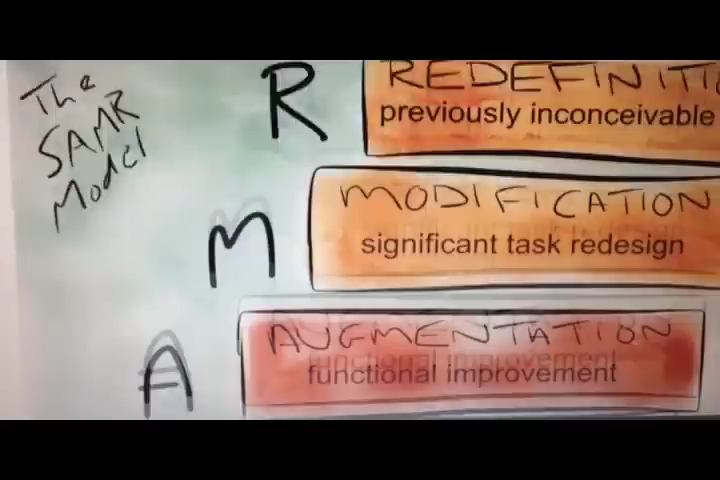 The
SAMR
Model
R
REDEFINITI
previously inconceivable
M
MODIFICATION
significant task redesign
A
AUGMENTATION
functional improvement